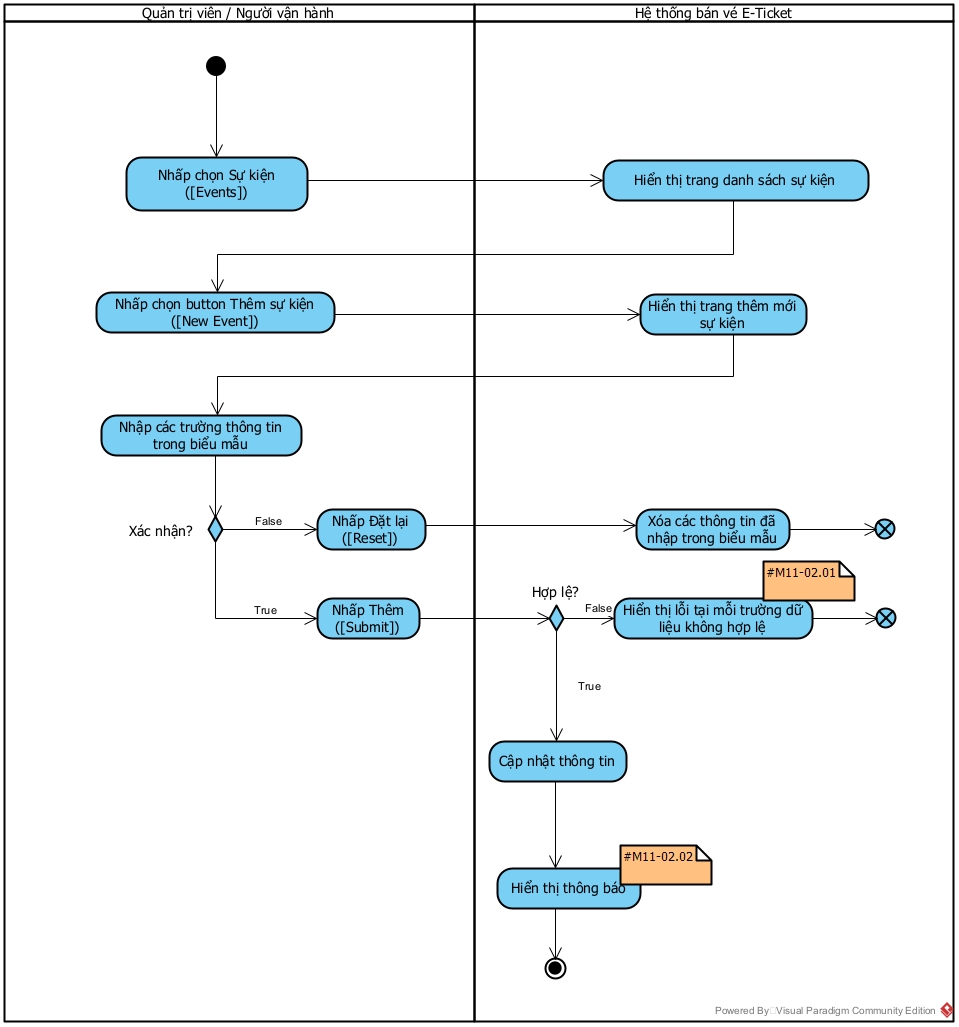 Quản trị viên / Người vận hành
Hệ thống bán vé E-Ticket
Nhấp chọn Sự kiện
([Events])
Hiển thị trang danh sách sự kiện
Nhấp chọn button Thêm sự kiện
([New Event])
Hiển thị trang thêm mới
sự kiện
Nhập các trường thông tin
trong biểu mẫu
Xác nhận?
False
Nhấp Đặt lại
([Reset])
Xóa các thông tin đã
nhập trong biểu mẫu
#M11-02.01
True
Nhấp Thêm
([Submit])
Hợp lệ?
False
Hiển thị lỗi tại mỗi trường dữ
liệu không hợp lệ
True
Cập nhật thông tin
#M11-02.02
Hiển thị thông báo
Powered By Visual Paradigm Community Edition